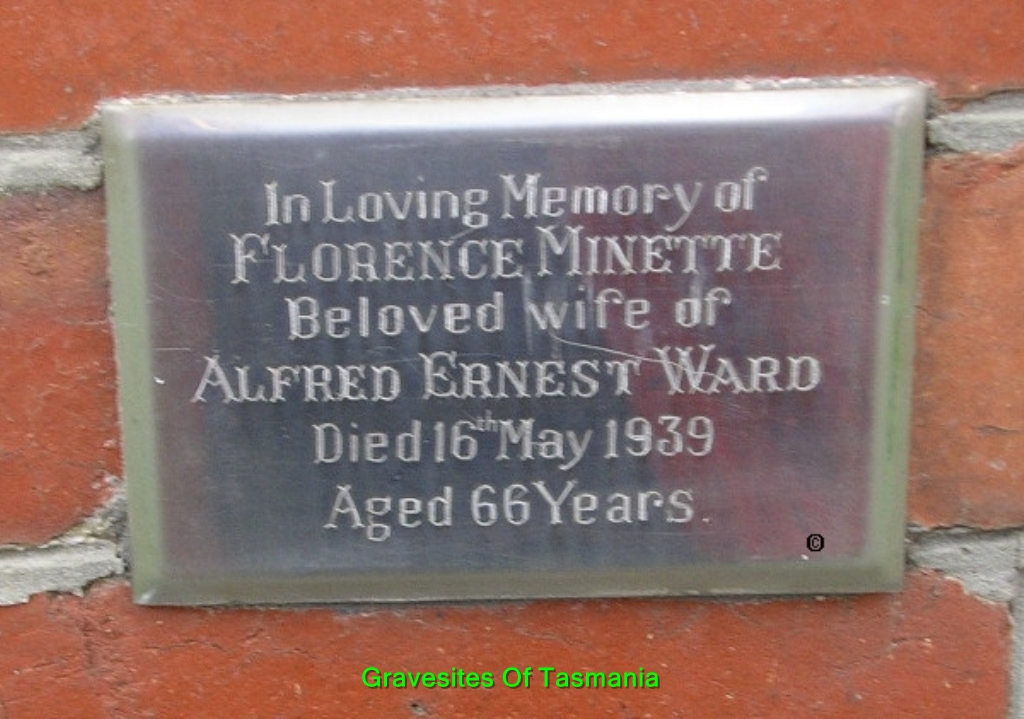 In Loving Memory of
FLORENCE MINETTE
Beloved wife of
ALFRED ERNEST WARD
Died 16th May 1939
Aged 66 Years.
©
Gravesites Of Tasmania